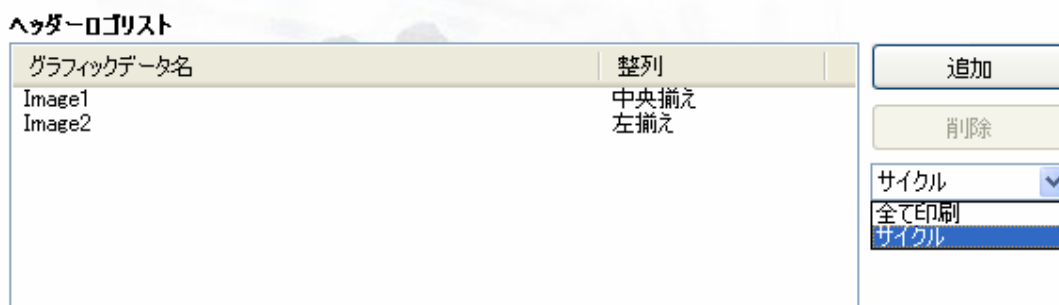 ヘッダーロゴリスト
グラフィックデータ名 整列
Image1 中央揃え
Image2 左揃え
追加
削除
サイクル
全て印刷
サイクル